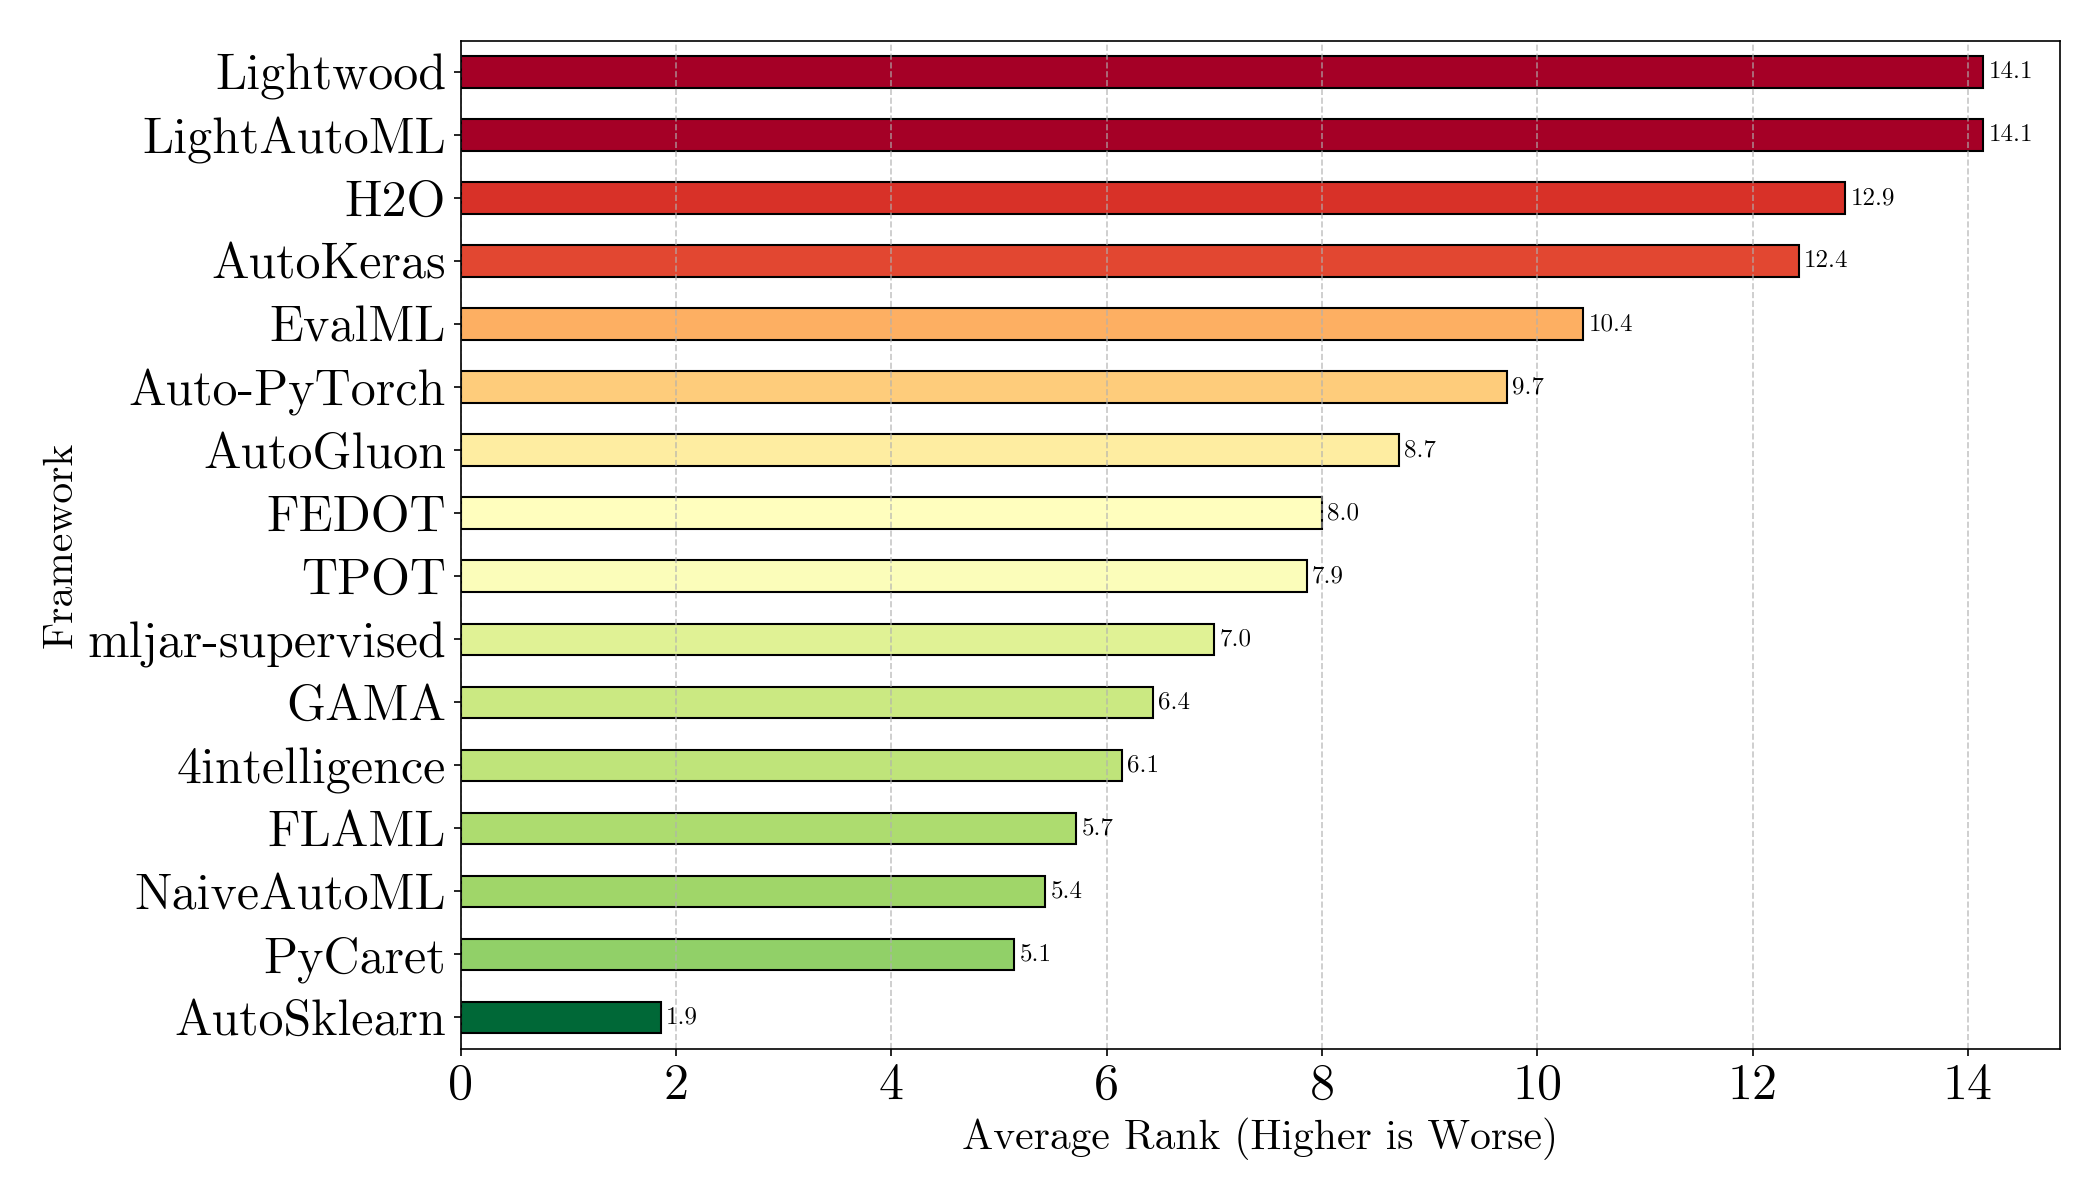 Lightwood 14.1
LightAutoML 14.1
H2O 12.9
AutoKeras 12.4
EvalML 10.4
Auto-PyTorch 9.7
AutoGluon 8.7
FEDOT 8.0
TPOT 7.9
mljar-supervised 7.0
GAMA 6.4
4intelligence 6.1
FLAML 5.7
NaiveAutoML 5.4
PyCaret 5.1
AutoSklearn 1.9
Framework
0 2 4 6 8 10 12 14
Average Rank (Higher is Worse)